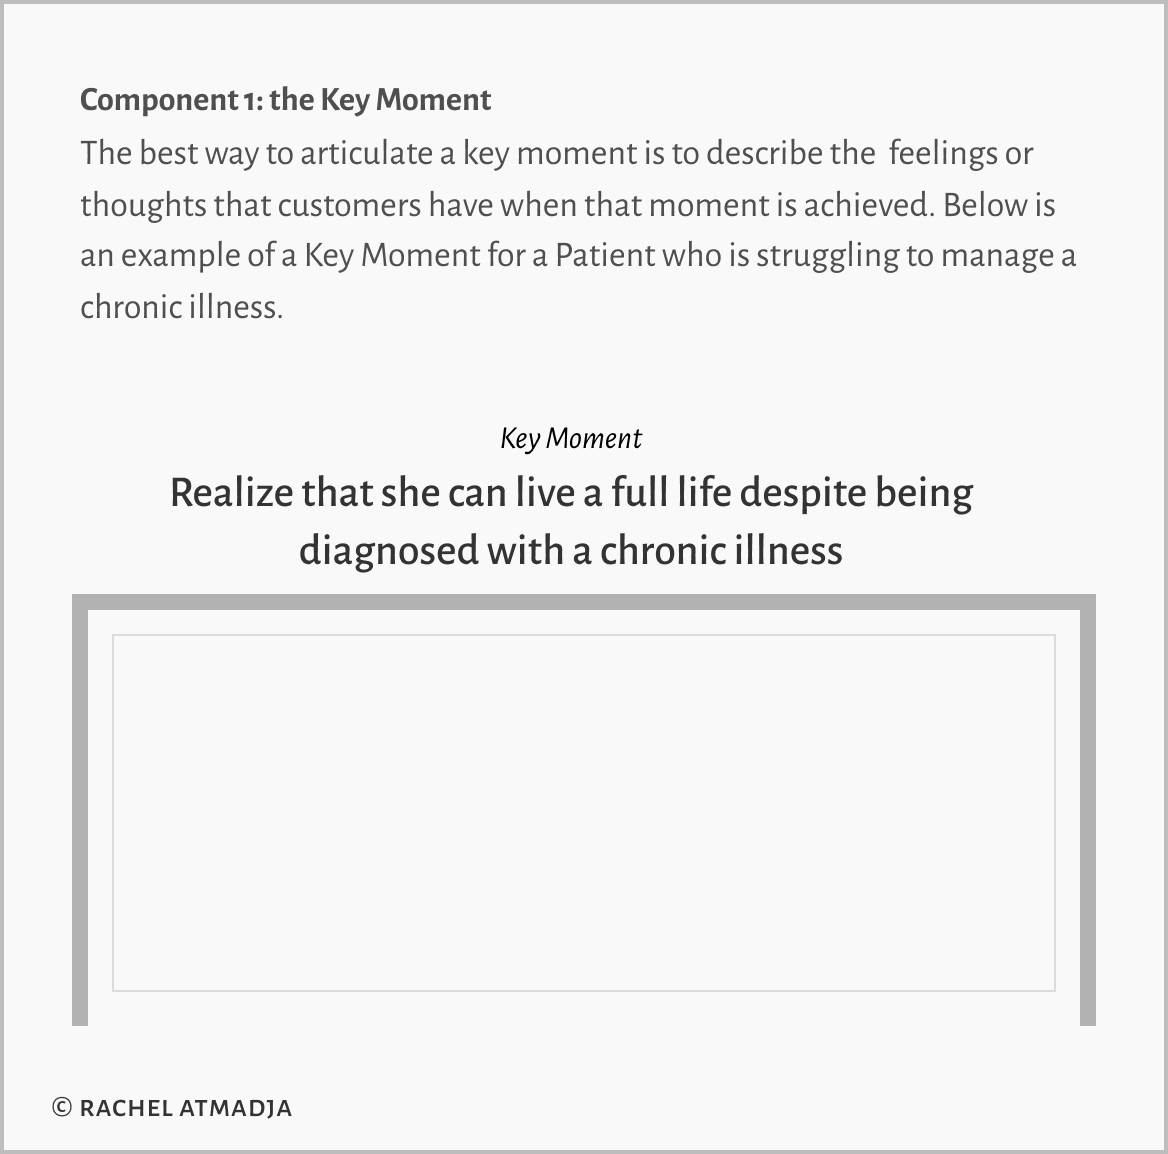 Component 1: the Key Moment
The best way to articulate a key moment is to describe the  feelings or
thoughts that customers have when that moment is achieved. Below is
an example of a Key Moment for a Patient who is struggling to manage a
chronic illness.
Key Moment
Realize that she can live a full life despite being
diagnosed with a chronic illness
© RACHEL ATMADJA